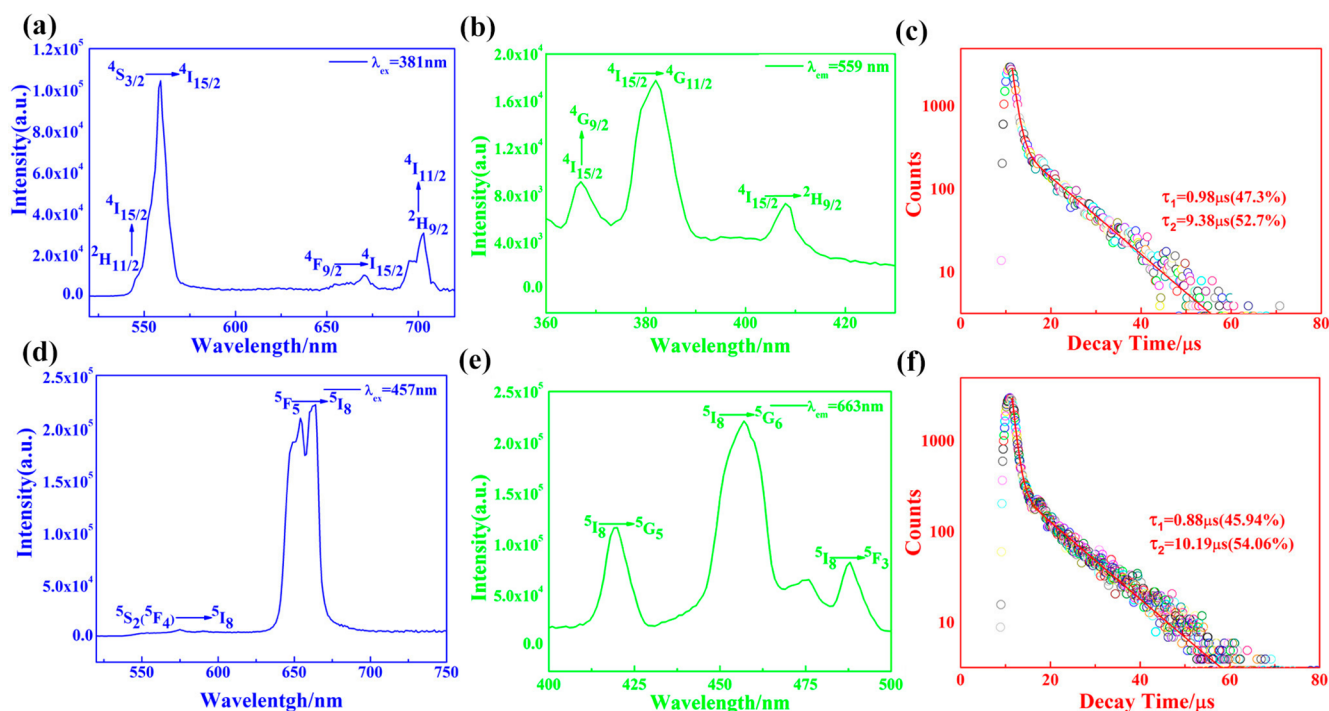 (a)
1.2x10⁵
1.0x10⁵
8.0x10⁴
6.0x10⁴
4.0x10⁴
2.0x10⁴
0.0
Intensity(a.u.)
λex=381nm
⁴S3/2 → ⁴I15/2
⁴I15/2
²H11/2
⁴F9/2 → ⁴I15/2
⁴I11/2
²H9/2
550 600 650 700
Wavelength/nm
(b)
2.0x10⁴
1.6x10⁴
1.2x10⁴
8.0x10³
4.0x10³
0.0
Intensity(a.u)
λem=559 nm
⁴I15/2 → ⁴G11/2
⁴G9/2
⁴I15/2
⁴I15/2 → ²H9/2
360 380 400 420
Wavelength/nm
(c)
1000
100
10
Counts
τ1=0.98μs(47.3%)
τ2=9.38μs(52.7%)
0 20 40 60 80
Decay Time/μs
(d)
2.5x10⁵
2.0x10⁵
1.5x10⁵
1.0x10⁵
5.0x10⁴
0.0
Intensity(a.u.)
λex=457nm
⁵F5 → ⁵I8
⁵S2(⁵F4) → ⁵I8
550 600 650 700 750
Wavelentgh/nm
(e)
2.5x10⁵
2.0x10⁵
1.5x10⁵
1.0x10⁵
5.0x10⁴
0.0
Intensity(a.u.)
λem=663nm
⁵I8 → ⁵G6
⁵I8 → ⁵G5
⁵I8 → ⁵F3
400 425 450 475 500
Wavelength/nm
(f)
1000
100
10
Counts
τ1=0.88μs(45.94%)
τ2=10.19μs(54.06%)
0 20 40 60 80
Decay Time/μs